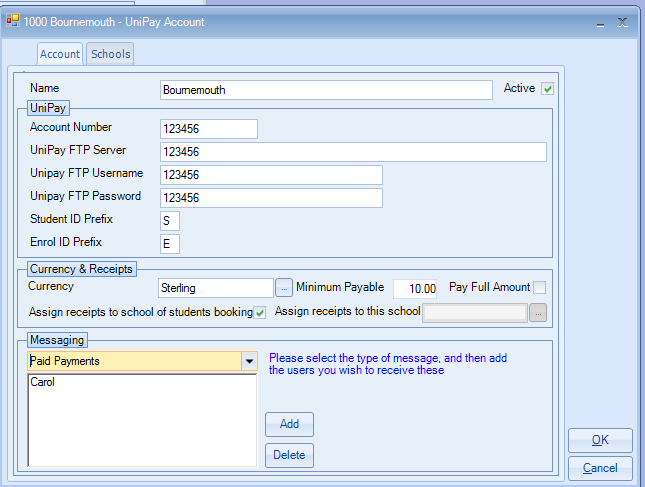 1000 Bournemouth - UniPay Account
Account Schools
Name Bournemouth Active
UniPay
Account Number 123456
UniPay FTP Server 123456
Unipay FTP Username 123456
Unipay FTP Password 123456
Student ID Prefix S
Enrol ID Prefix E
Currency & Receipts
Currency Sterling ... Minimum Payable 10.00 Pay Full Amount
Assign receipts to school of students booking Assign receipts to this school ...
Messaging
Paid Payments
Please select the type of message, and then add
the users you wish to receive these
Carol
Add
Delete
OK
Cancel